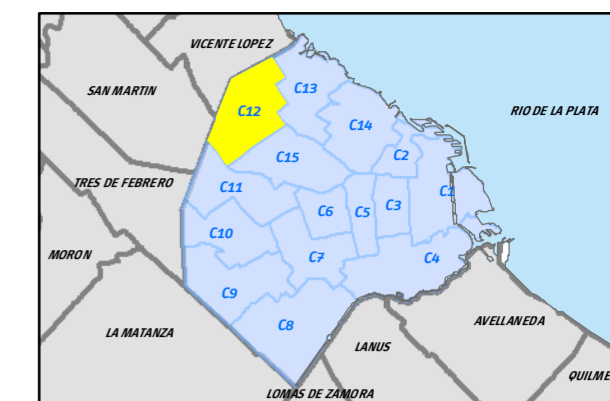 VICENTE LOPEZ
SAN MARTIN
C13
C12
RIO DE LA PLATA
C14
C2
C15
TRES DE FEBRERO
C11
C1
C6
C5
C3
C10
MORON
C7
C4
C9
C8
AVELLANEDA
LA MATANZA
LANUS
QUILME
LOMAS DE ZAMORA